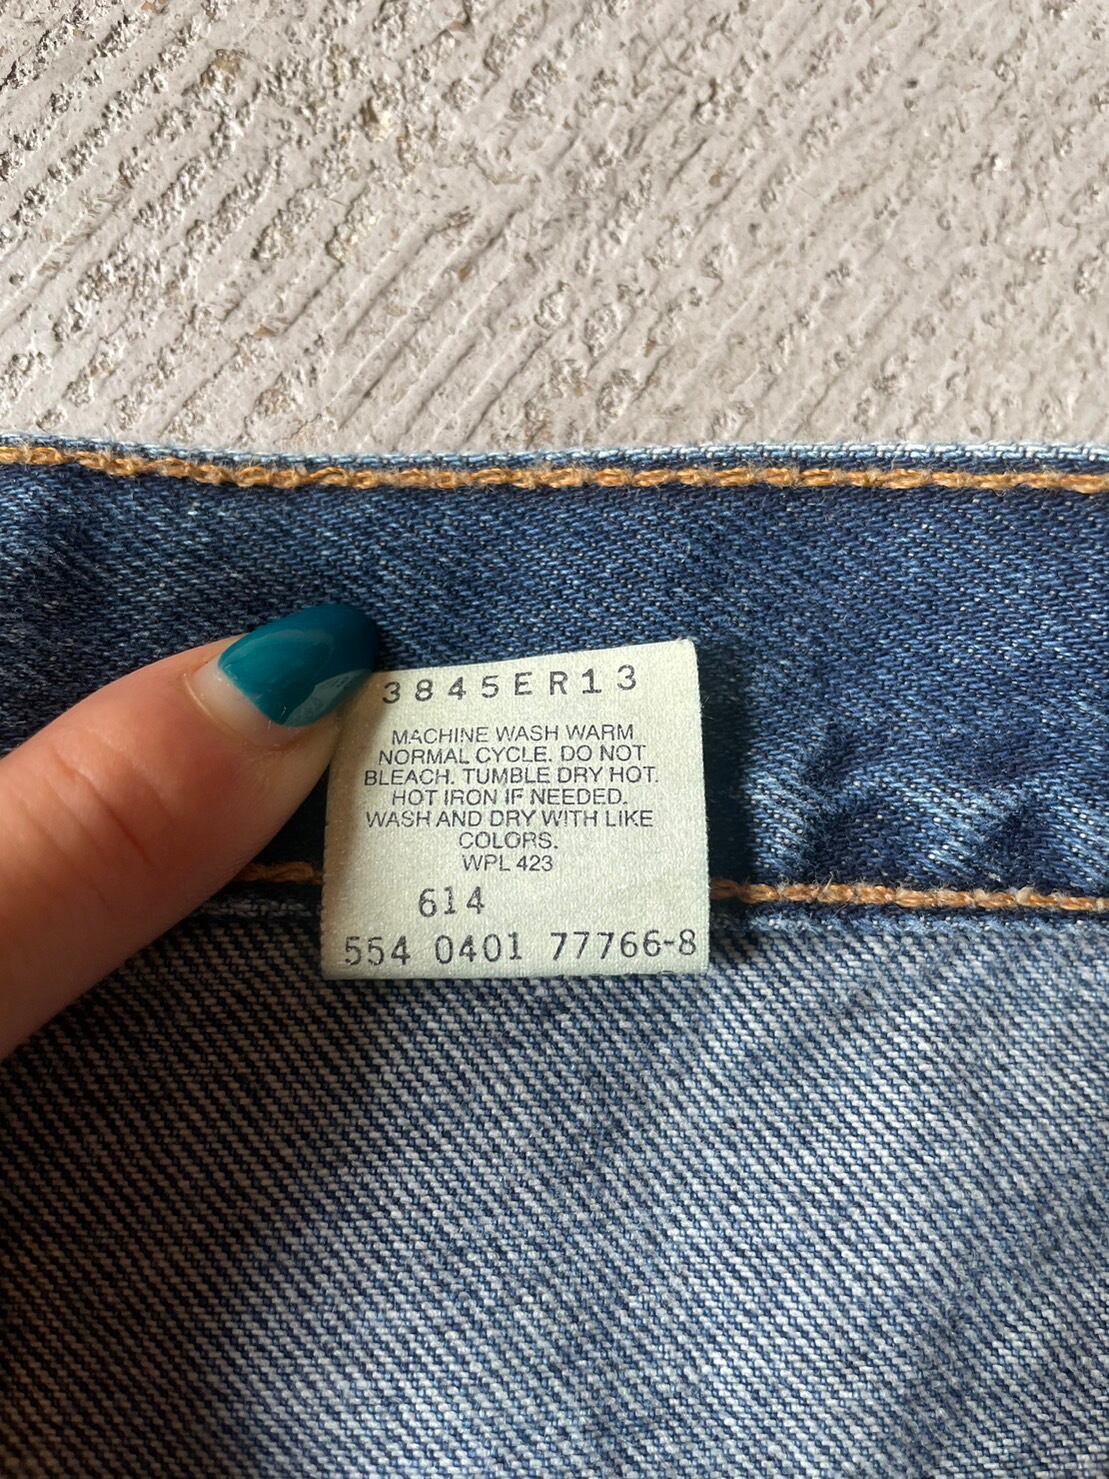 3845ER13
MACHINE WASH WARM
NORMAL CYCLE. DO NOT
BLEACH. TUMBLE DRY HOT.
HOT IRON IF NEEDED.
WASH AND DRY WITH LIKE
COLORS.
WPL 423
614
554 0401 77766-8